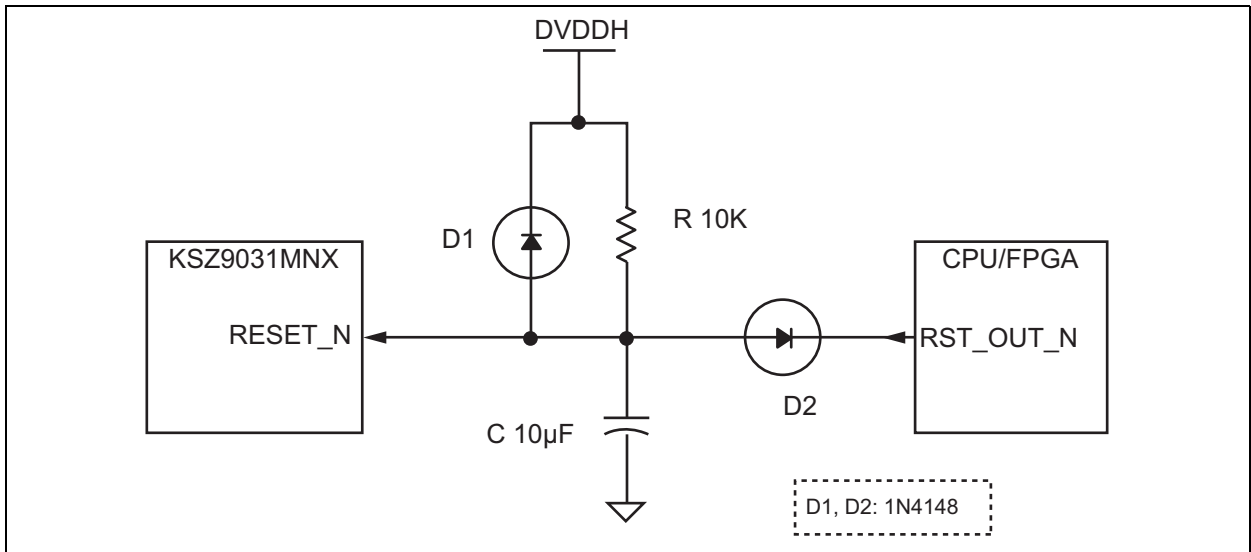 DVDDH
D1
R 10K
KSZ9031MNX
CPU/FPGA
RESET_N
RST_OUT_N
D2
C 10µF
D1, D2: 1N4148